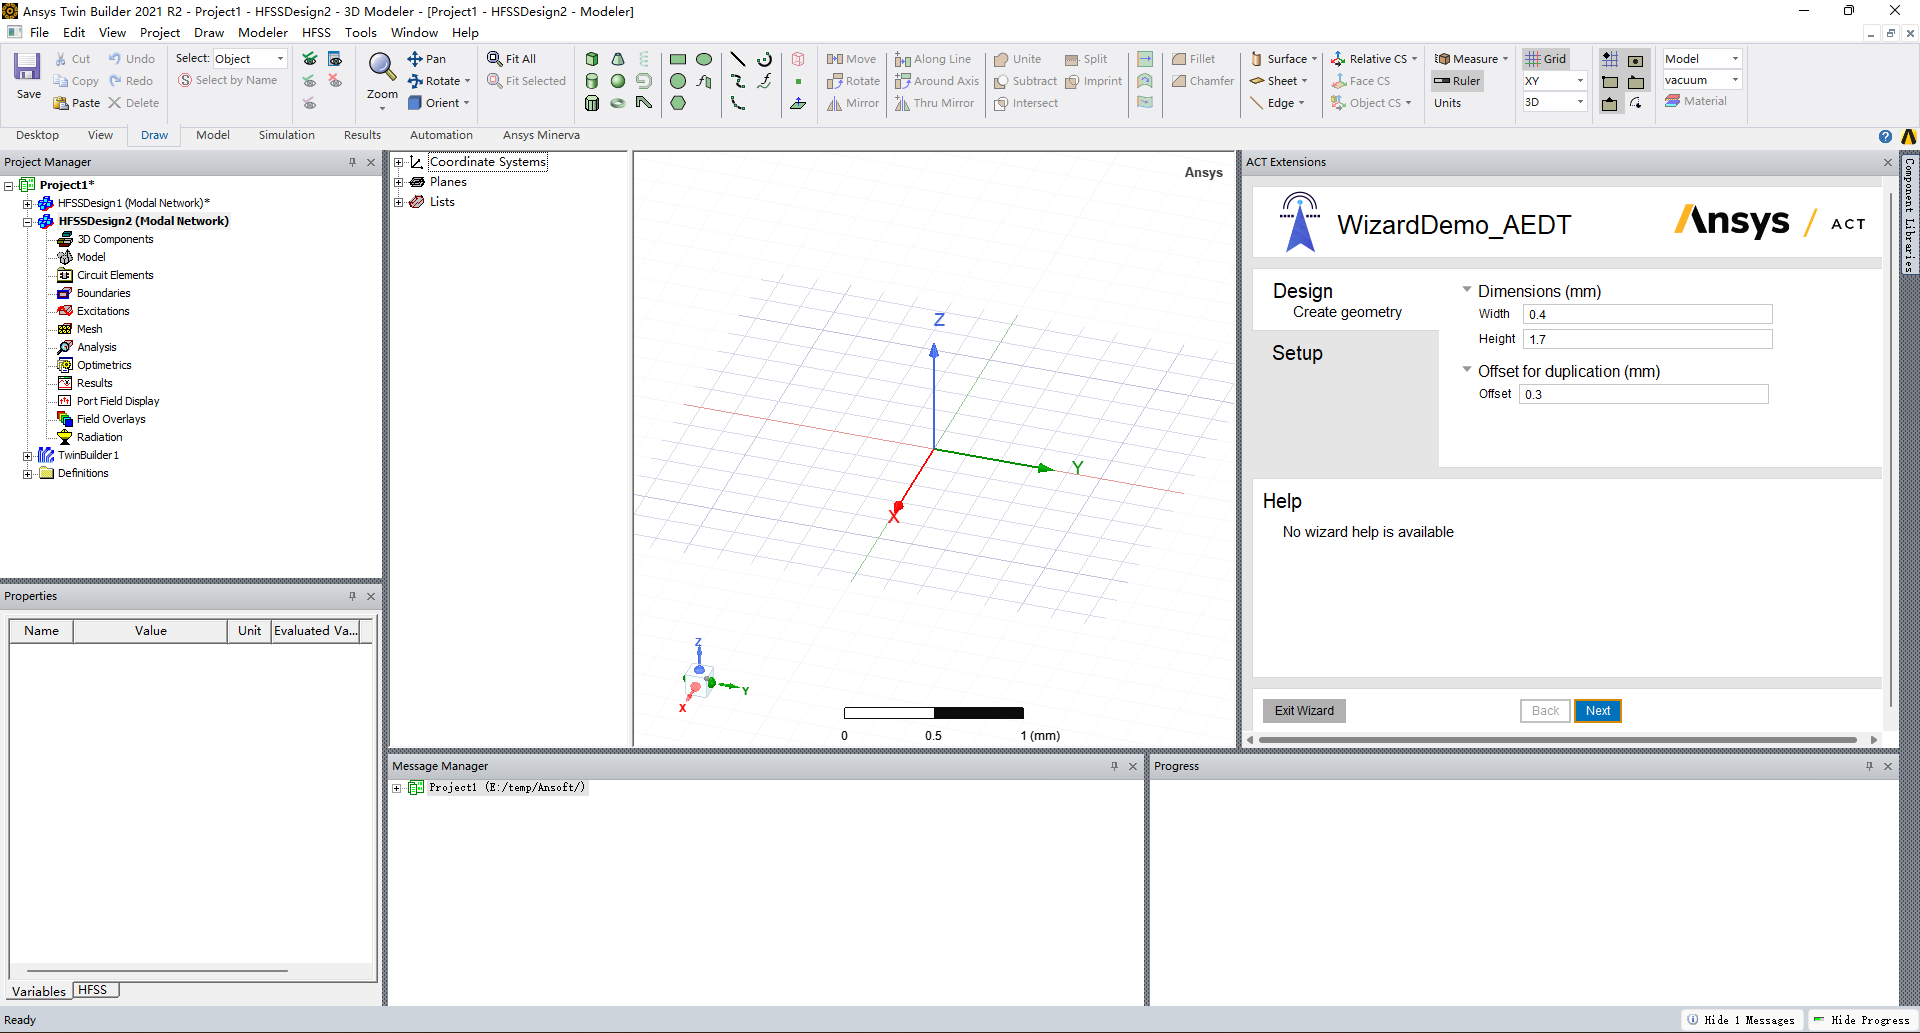 Ansys Twin Builder 2021 R2 - Project1 - HFSSDesign2 - 3D Modeler - [Project1 - HFSSDesign2 - Modeler]
File Edit View Project Draw Modeler HFSS Tools Window Help
Save
Cut
Copy
Paste
Undo
Redo
Delete
Select: Object
Select by Name
Zoom
Pan
Rotate
Orient
Fit All
Fit Selected
Move
Rotate
Mirror
Along Line
Around Axis
Thru Mirror
Unite
Subtract
Intersect
Split
Imprint
Fillet
Chamfer
Surface
Sheet
Edge
Relative CS
Face CS
Object CS
Measure
Ruler
Units
Grid
XY
3D
Model
vacuum
Material
Desktop View Draw Model Simulation Results Automation Ansys Minerva
Project Manager
Project1*
HFSSDesign1 (Modal Network)*
HFSSDesign2 (Modal Network)
3D Components
Model
Circuit Elements
Boundaries
Excitations
Mesh
Analysis
Optimetrics
Results
Port Field Display
Field Overlays
Radiation
TwinBuilder1
Definitions
Properties
Name Value Unit Evaluated Va...
Variables HFSS
Coordinate Systems
Planes
Lists
Ansys
Z
Y
X
Z
Y
X
0 0.5 1 (mm)
ACT Extensions
WizardDemo_AEDT
Ansys / ACT
Design
Create geometry
Setup
Dimensions (mm)
Width 0.4
Height 1.7
Offset for duplication (mm)
Offset 0.3
Help
No wizard help is available
Exit Wizard Back Next
Component Libraries
Message Manager
Project1 (E:/temp/Ansoft/)
Progress
Ready
Hide 1 Messages Hide Progress